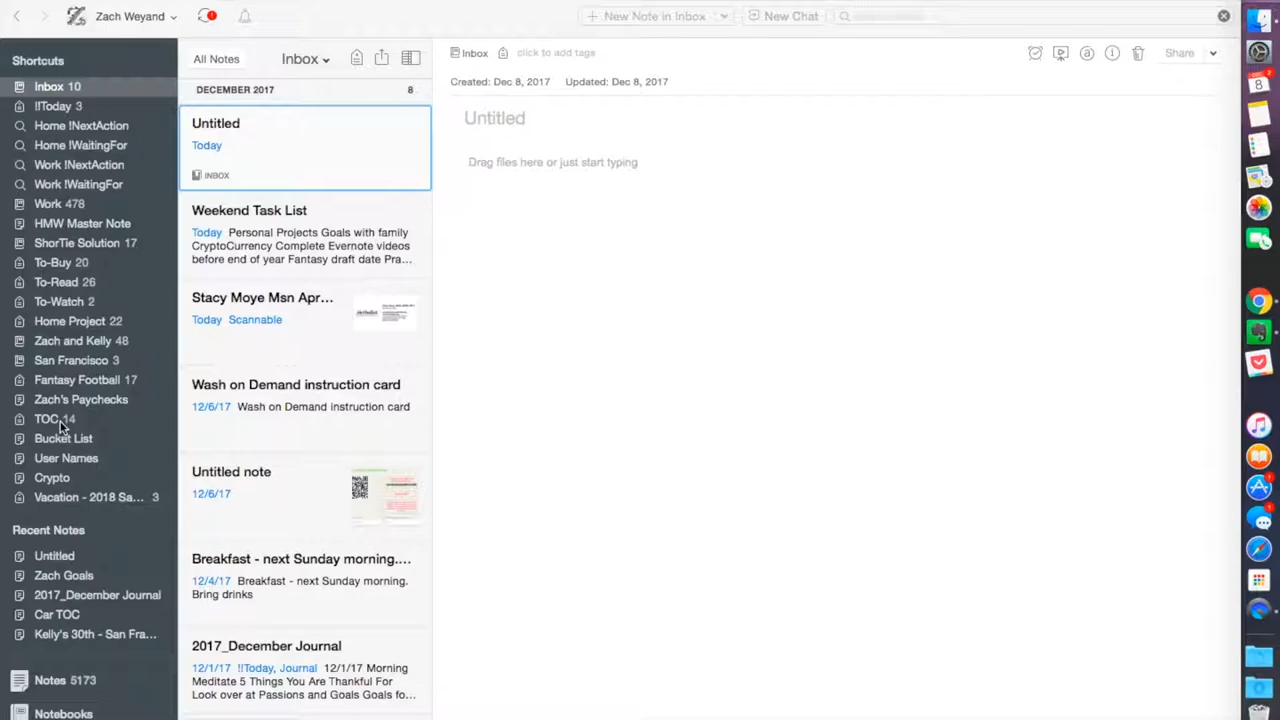 Zach Weyand
New Note in Inbox
New Chat
Shortcuts
Inbox 10
!!Today 3
Home !NextAction
Home !WaitingFor
Work !NextAction
Work !WaitingFor
Work 478
HMW Master Note
ShorTie Solution 17
To-Buy 20
To-Read 26
To-Watch 2
Home Project 22
Zach and Kelly 48
San Francisco 3
Fantasy Football 17
Zach's Paychecks
TOC 14
Bucket List
User Names
Crypto
Vacation - 2018 Sa... 3
Recent Notes
Untitled
Zach Goals
2017_December Journal
Car TOC
Kelly's 30th - San Fra...
Notes 5173
Notebooks
All Notes
Inbox
DECEMBER 2017 8
Untitled
Today
INBOX
Weekend Task List
Today Personal Projects Goals with family
CryptoCurrency Complete Evernote videos
before end of year Fantasy draft date Pra...
Stacy Moye Msn Apr...
Today Scannable
Wash on Demand instruction card
12/6/17 Wash on Demand instruction card
Untitled note
12/6/17
Breakfast - next Sunday morning....
12/4/17 Breakfast - next Sunday morning.
Bring drinks
2017_December Journal
12/1/17 !!Today, Journal 12/1/17 Morning
Meditate 5 Things You Are Thankful For
Look over at Passions and Goals Goals fo...
Inbox click to add tags
Share
Created: Dec 8, 2017 Updated: Dec 8, 2017
Untitled
Drag files here or just start typing
8